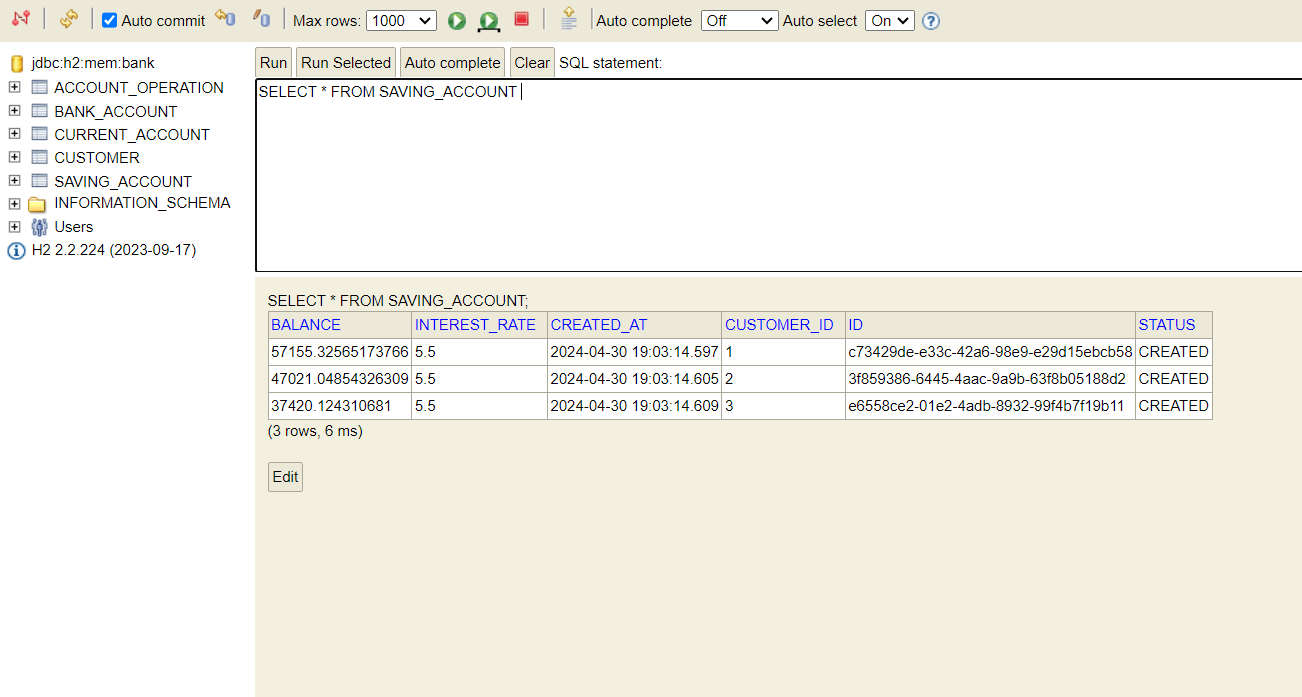 Auto commit Max rows: 1000 Auto complete Off Auto select On ?
jdbc:h2:mem:bank
ACCOUNT_OPERATION
BANK_ACCOUNT
CURRENT_ACCOUNT
CUSTOMER
SAVING_ACCOUNT
INFORMATION_SCHEMA
Users
H2 2.2.224 (2023-09-17)
Run Run Selected Auto complete Clear SQL statement:
SELECT * FROM SAVING_ACCOUNT
SELECT * FROM SAVING_ACCOUNT;
BALANCE INTEREST_RATE CREATED_AT CUSTOMER_ID ID STATUS
57155.32565173766 5.5 2024-04-30 19:03:14.597 1 c73429de-e33c-42a6-98e9-e29d15ebcb58 CREATED
47021.04854326309 5.5 2024-04-30 19:03:14.605 2 3f859386-6445-4aac-9a9b-63f8b05188d2 CREATED
37420.124310681 5.5 2024-04-30 19:03:14.609 3 e6558ce2-01e2-4adb-8932-99f4b7f19b11 CREATED
(3 rows, 6 ms)
Edit